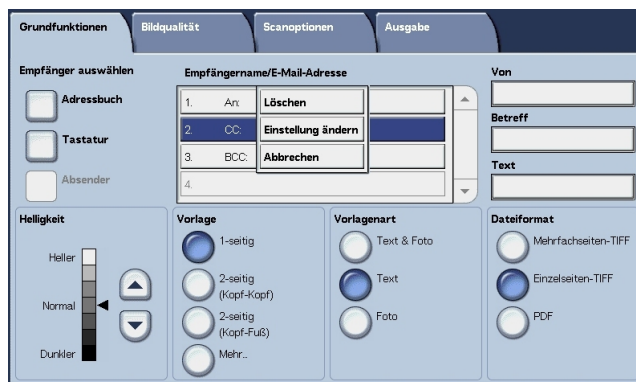 Grundfunktionen
Bildqualität
Scanoptionen
Ausgabe
Empfänger auswählen
Adressbuch
Tastatur
Absender
Empfängername/E-Mail-Adresse
1. An:
2. CC:
3. BCC:
4.
Löschen
Einstellung ändern
Abbrechen
Von
Betreff
Text
Helligkeit
Heller
Normal
Dunkler
Vorlage
1-seitig
2-seitig
(Kopf-Kopf)
2-seitig
(Kopf-Fuß)
Mehr...
Vorlagenart
Text & Foto
Text
Foto
Dateiformat
Mehrfachseiten-TIFF
Einzelseiten-TIFF
PDF